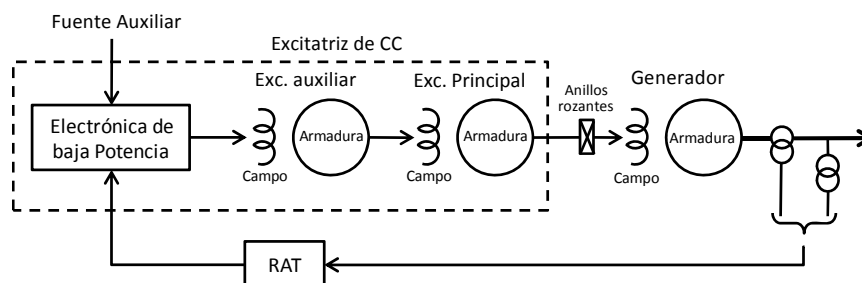 Fuente Auxiliar
Excitatriz de CC
Exc. auxiliar
Exc. Principal
Anillos
rozantes
Generador
Electrónica de
baja Potencia
Armadura
Armadura
Armadura
Campo
Campo
Campo
RAT